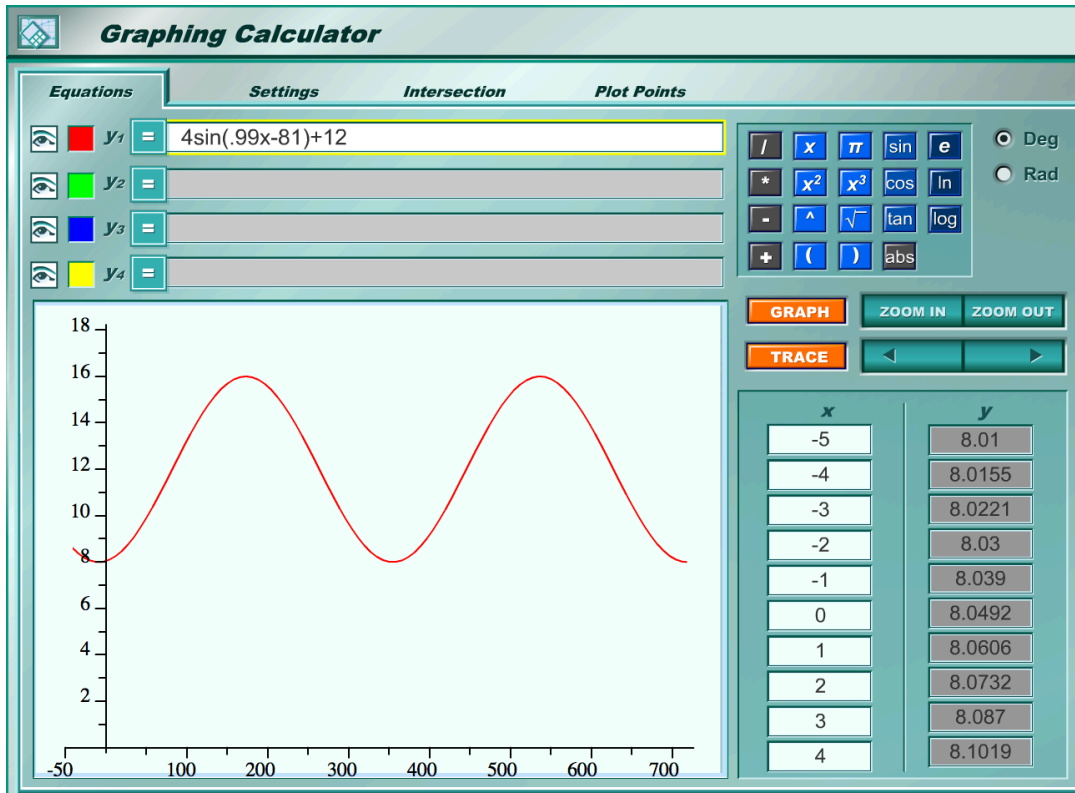 Graphing Calculator
Equations Settings Intersection Plot Points
y1 = 4sin(.99x-81)+12
y2 =
y3 =
y4 =
/ x π sin e
* x² x³ cos ln
- ^ √ tan log
+ ( ) abs
Deg
Rad
GRAPH ZOOM IN ZOOM OUT
TRACE
18
16
14
12
10
8
6
4
2
-50 100 200 300 400 500 600 700
x y
-5 8.01
-4 8.0155
-3 8.0221
-2 8.03
-1 8.039
0 8.0492
1 8.0606
2 8.0732
3 8.087
4 8.1019